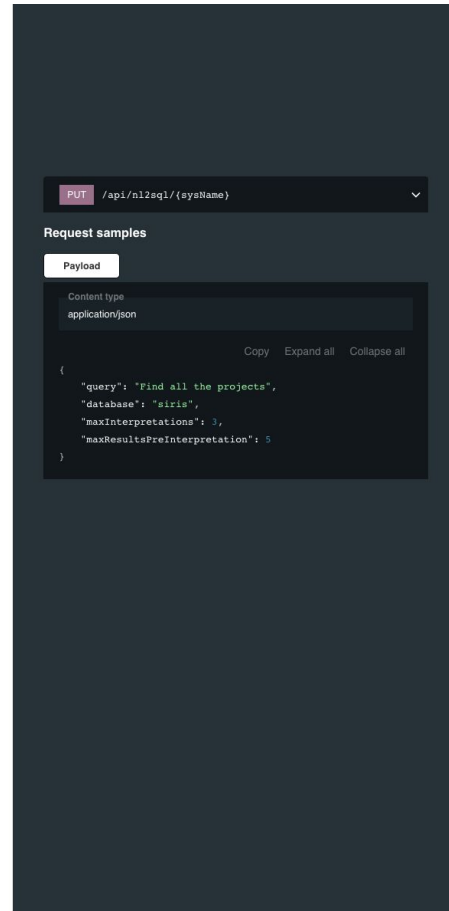 PUT /api/nl2sql/{sysName}
Request samples
Payload
Content type
application/json
Copy Expand all Collapse all
{
"query": "Find all the projects",
"database": "siris",
"maxInterpretations": 3,
"maxResultsPreInterpretation": 5
}